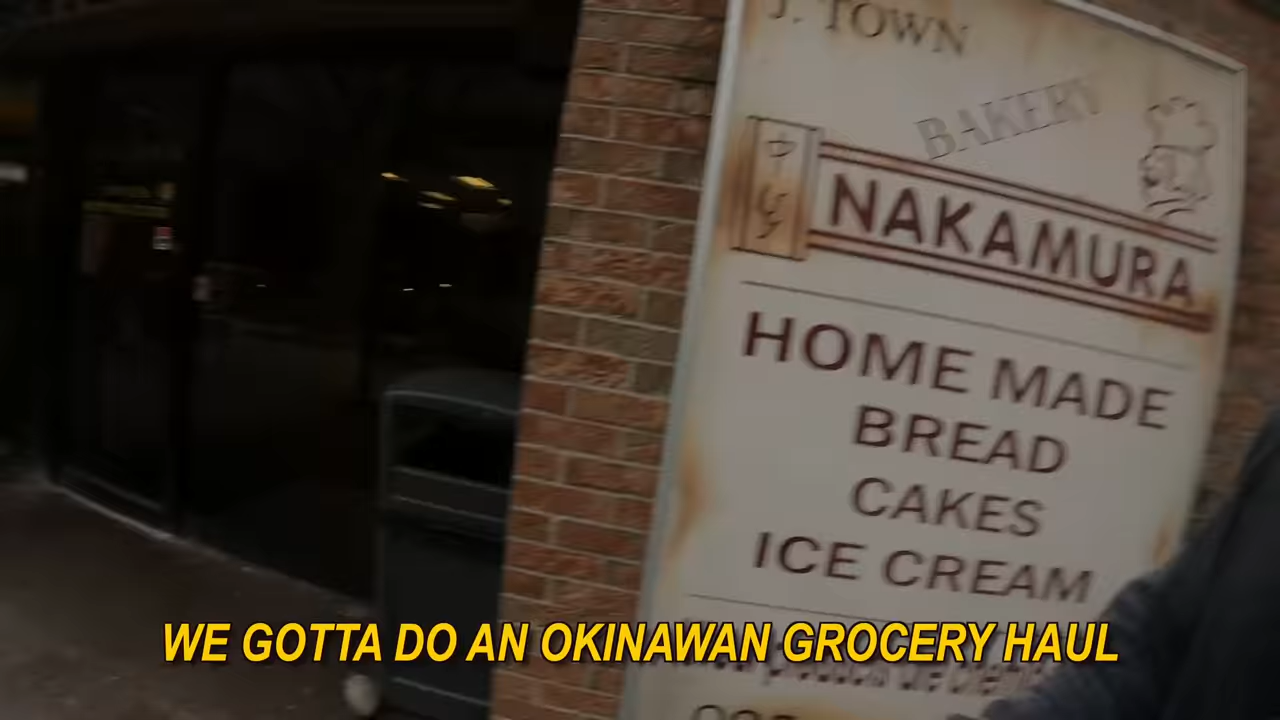 J. TOWN
BAKERY
NAKAMURA
HOME MADE
BREAD
CAKES
ICE CREAM
WE GOTTA DO AN OKINAWAN GROCERY HAUL